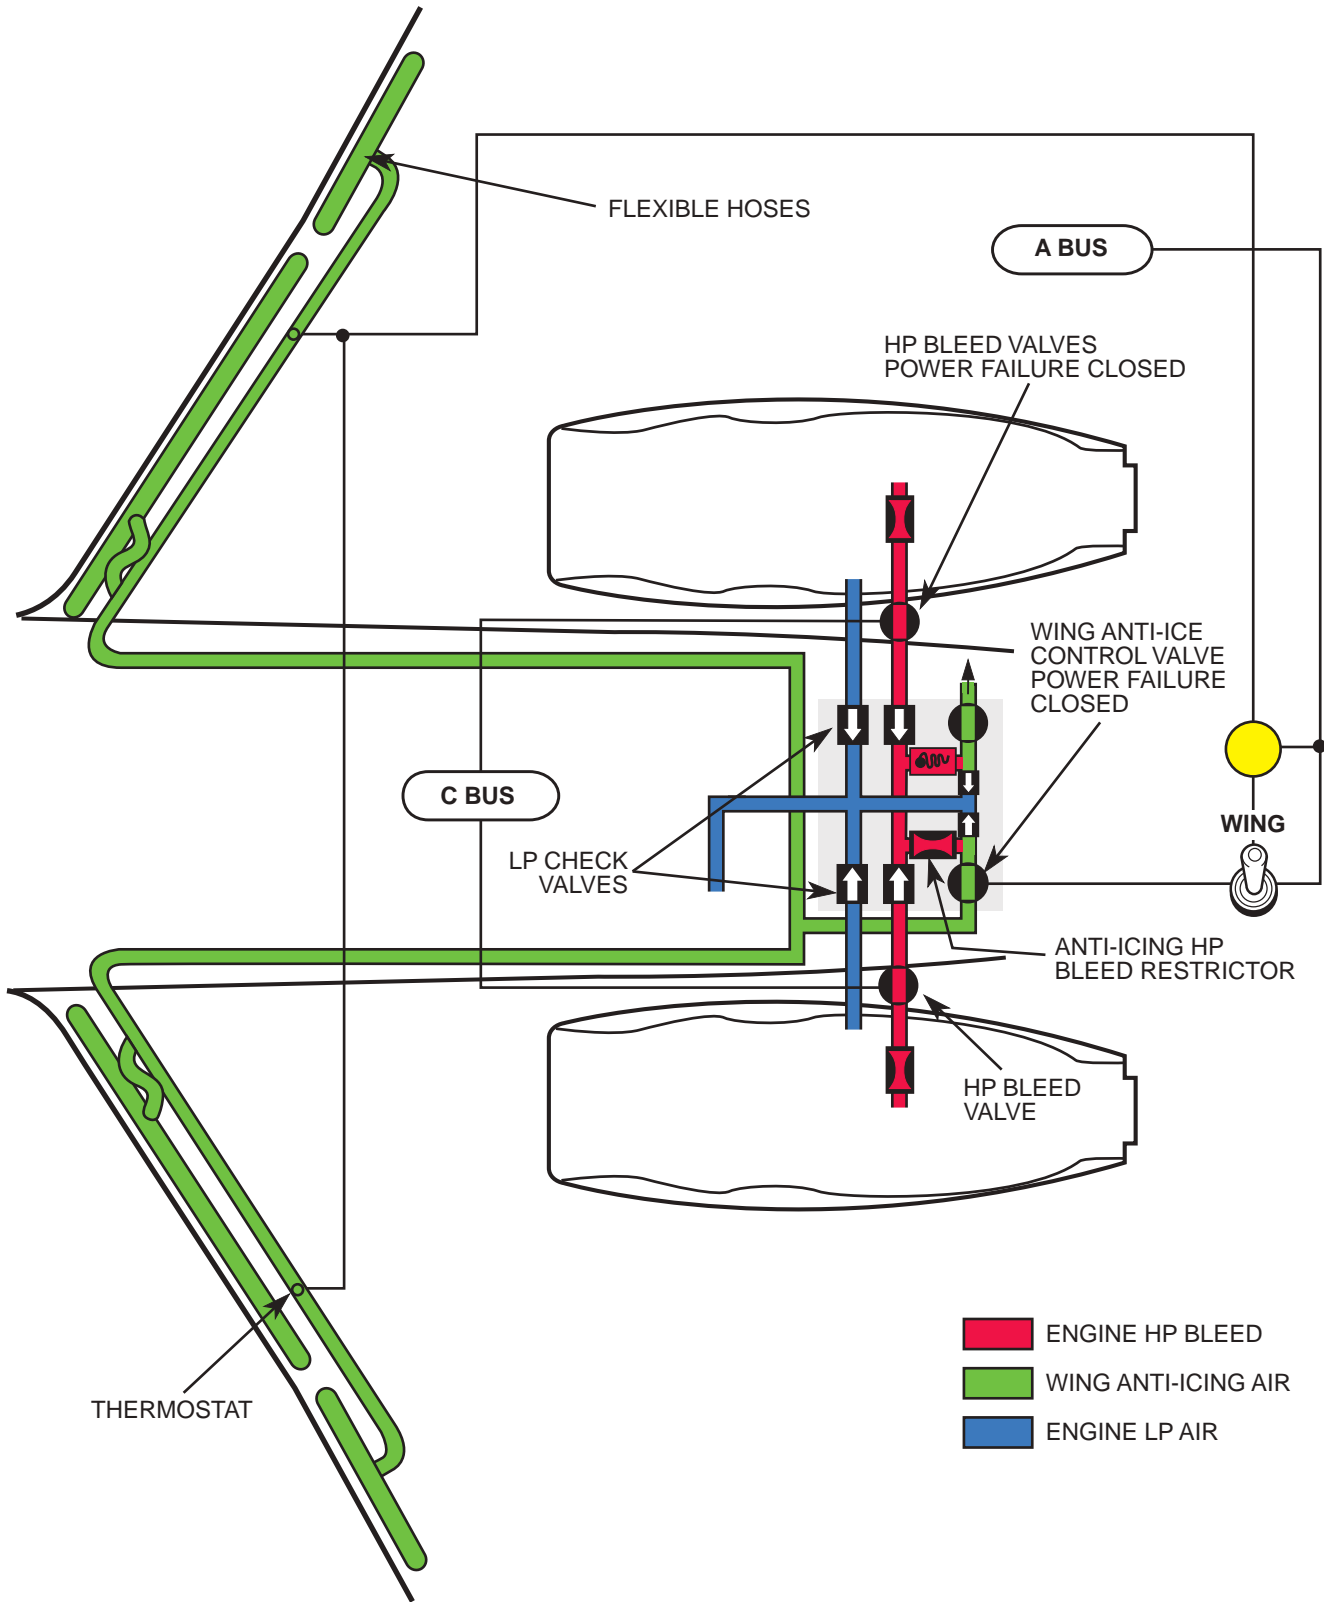 FLEXIBLE HOSES
A BUS
HP BLEED VALVES
POWER FAILURE CLOSED
WING ANTI-ICE
CONTROL VALVE
POWER FAILURE
CLOSED
C BUS
WING
LP CHECK
VALVES
ANTI-ICING HP
BLEED RESTRICTOR
HP BLEED
VALVE
THERMOSTAT
ENGINE HP BLEED
WING ANTI-ICING AIR
ENGINE LP AIR